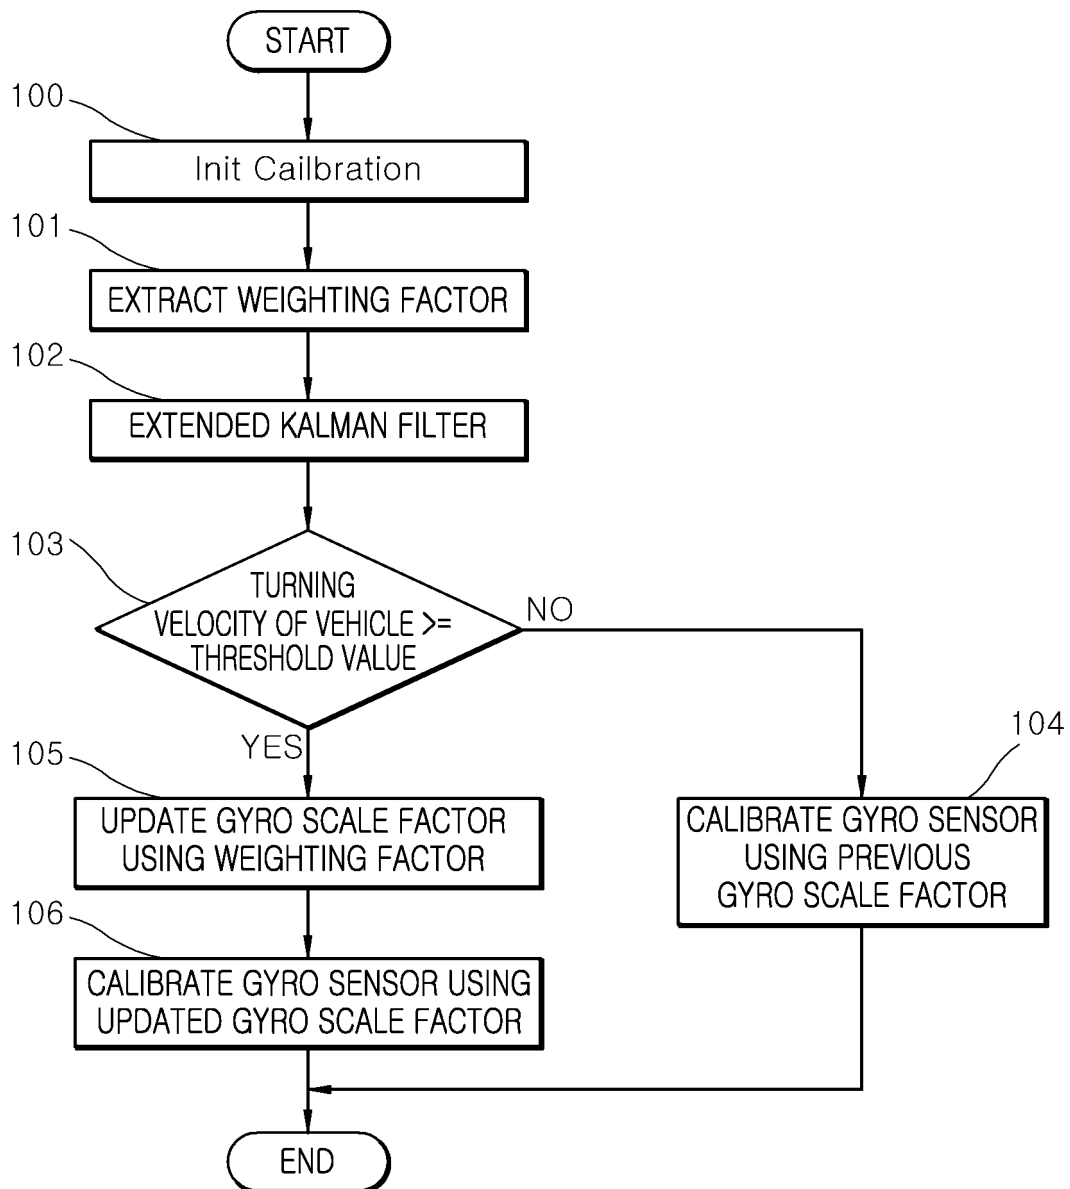 START
100
Init Cailbration
101
EXTRACT WEIGHTING FACTOR
102
EXTENDED KALMAN FILTER
103
TURNING
VELOCITY OF VEHICLE >=
THRESHOLD VALUE
NO
YES
104
CALIBRATE GYRO SENSOR
USING PREVIOUS
GYRO SCALE FACTOR
105
UPDATE GYRO SCALE FACTOR
USING WEIGHTING FACTOR
106
CALIBRATE GYRO SENSOR USING
UPDATED GYRO SCALE FACTOR
END